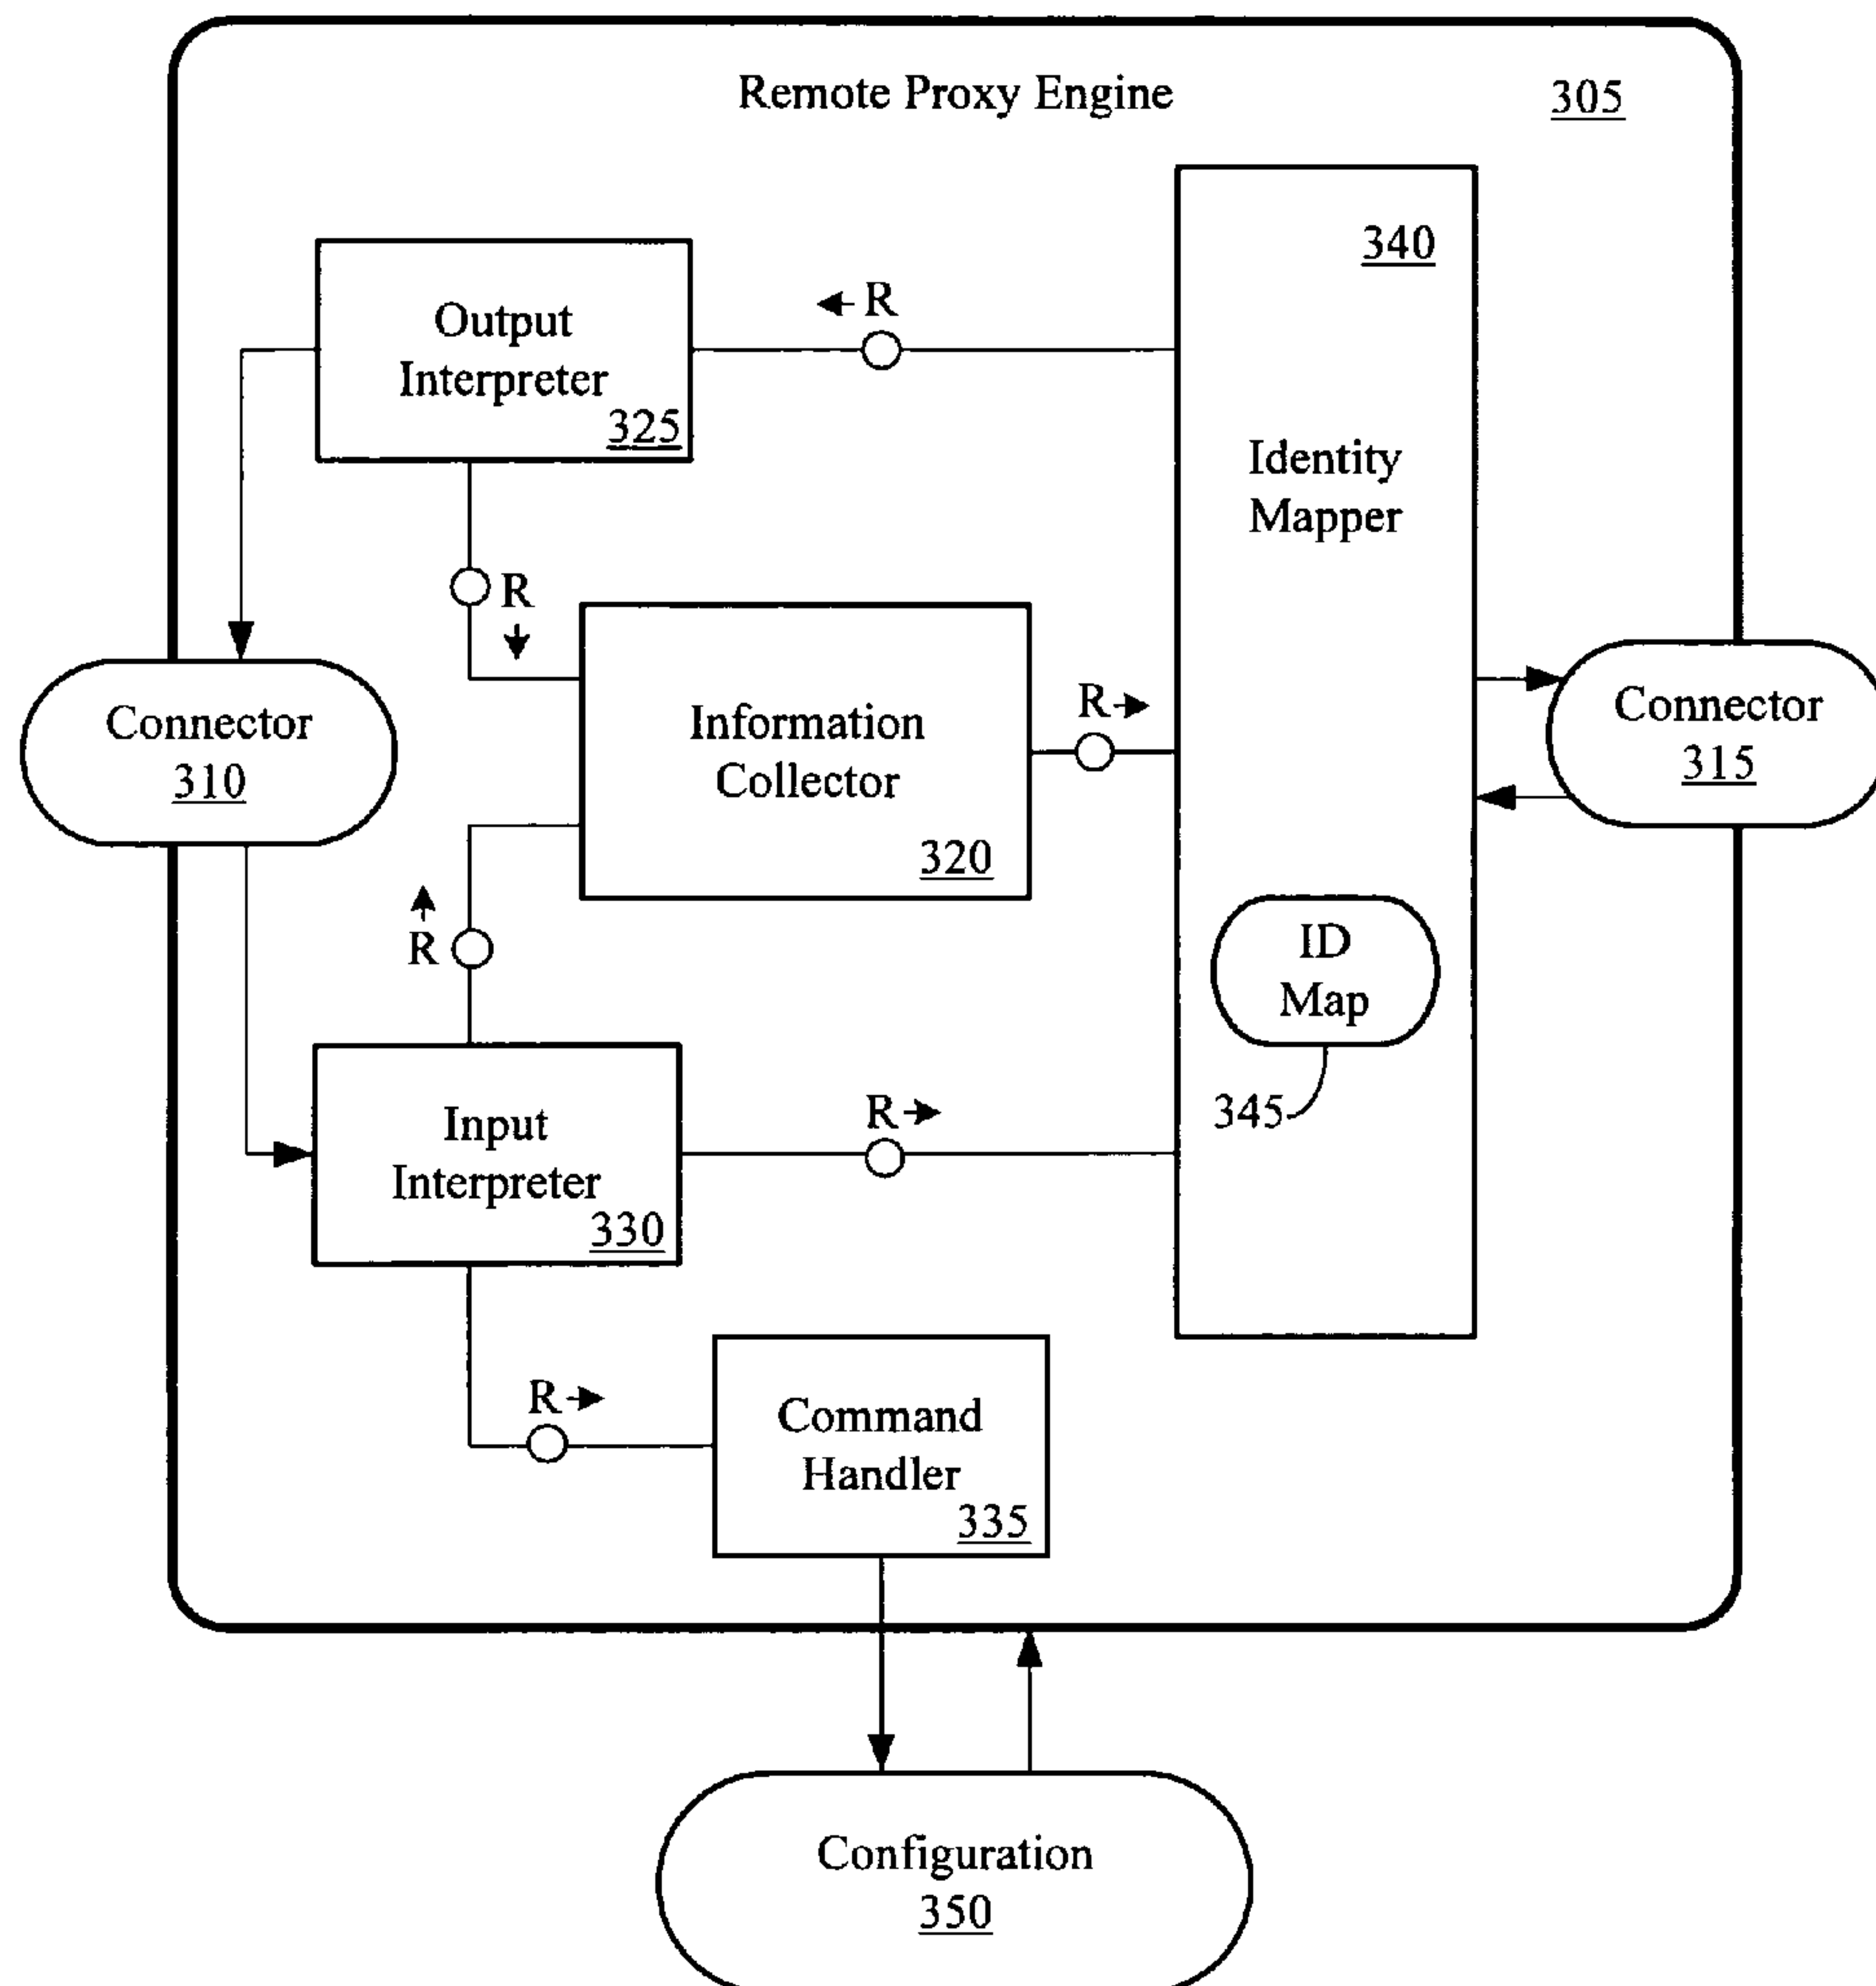 Remote Proxy Engine
305
340
R
Output
Interpreter
325
Identity
Mapper
R
R
Connector
310
Information
Collector
320
Connector
315
R
ID
Map
345
R
Input
Interpreter
330
R
Command
Handler
335
Configuration
350